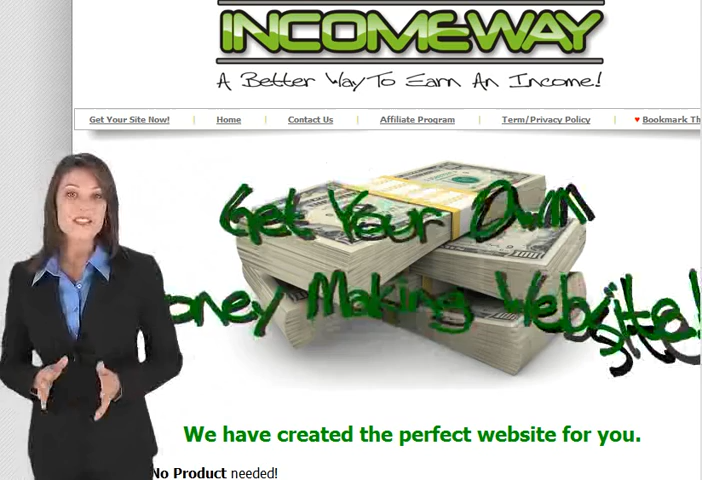 INCOMEWAY
A Better Way To Earn An Income!
Get Your Site Now! | Home | Contact Us | Affiliate Program | Term/Privacy Policy | ♥ Bookmark Th
Get Your Own
oney Making Website!
We have created the perfect website for you.
No Product needed!